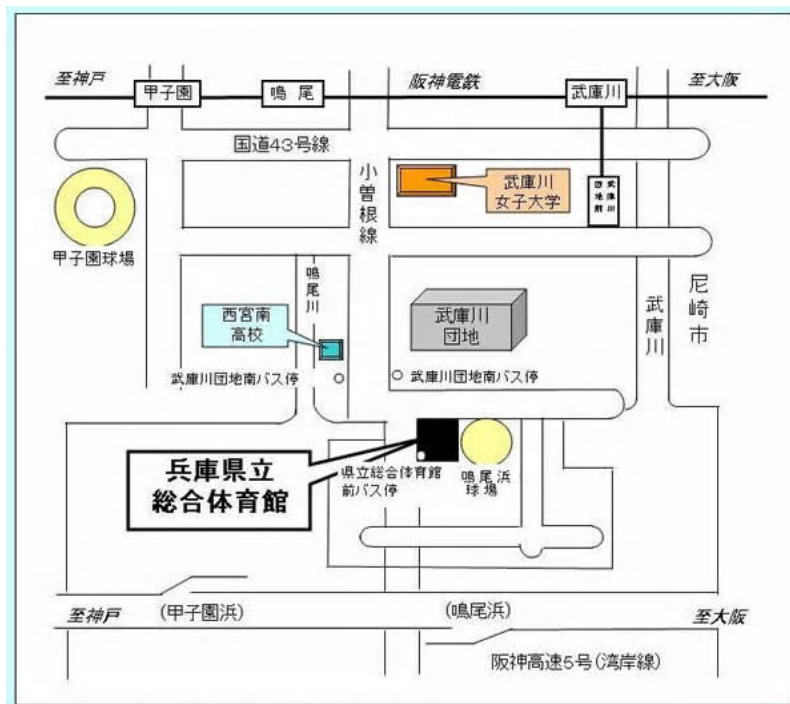 至神戸
阪神電鉄
至大阪
甲子園
鳴尾
武庫川
国道43号線
小曽根線
武庫川
女子大学
武庫川
団地前
甲子園球場
鳴尾川
尼崎市
武庫川
西宮南
高校
武庫川
団地
武庫川団地南バス停
武庫川団地南バス停
兵庫県立
総合体育館
県立総合体育館
前バス停
鳴尾浜
球場
至神戸
(甲子園浜)
(鳴尾浜)
至大阪
阪神高速5号(湾岸線)